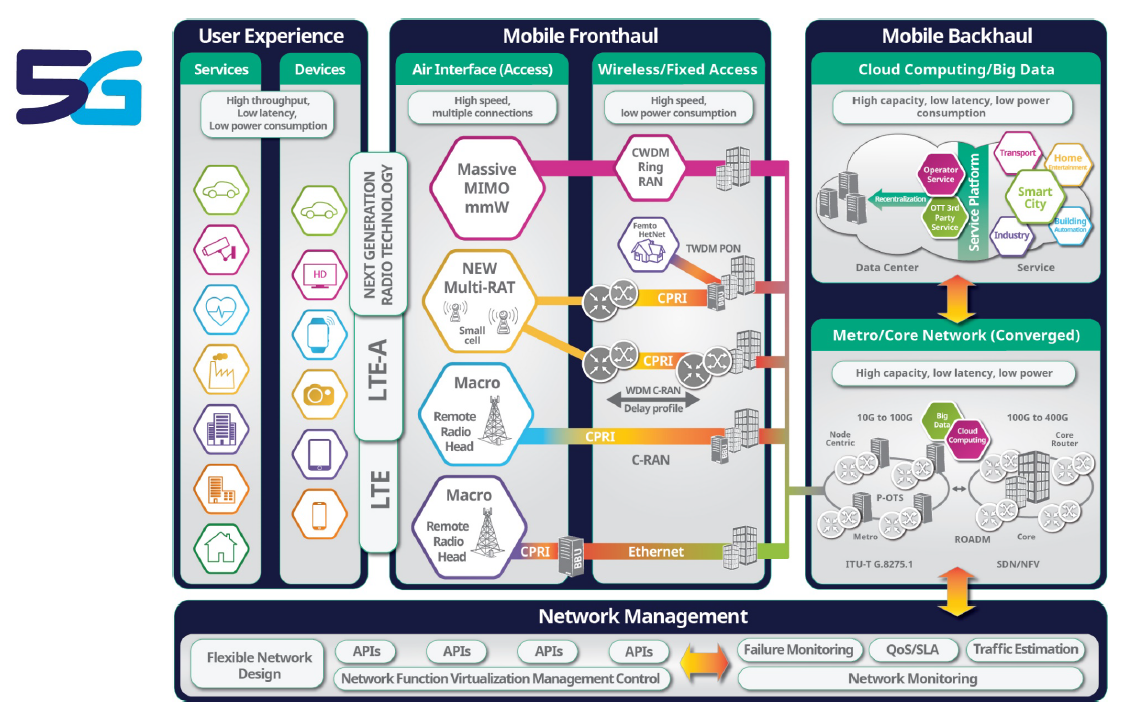 5G
User Experience
Services
Devices
High throughput,
Low latency,
Low power consumption
HD
NEXT GENERATION
RADIO TECHNOLOGY
LTE-A
LTE
Mobile Fronthaul
Air Interface (Access)
High speed,
multiple connections
Massive
MIMO
mmW
NEW
Multi-RAT
Small
cell
Macro
Remote
Radio
Head
Macro
Remote
Radio
Head
Wireless/Fixed Access
High speed,
low power consumption
CWDM
Ring
RAN
Femto
HetNet
TWDM PON
CPRI
CPRI
WDM C-RAN
Delay profile
CPRI
C-RAN
CPRI
BBU
Ethernet
Mobile Backhaul
Cloud Computing/Big Data
High capacity, low latency, low power
consumption
Recentralization
Operator
Service
OTT 3rd
Party
Service
Service Platform
Transport
Home
Entertainment
Smart
City
Building
Automation
Industry
Data Center
Service
Metro/Core Network (Converged)
High capacity, low latency, low power
10G to 100G
Big
Data
Cloud
Computing
100G to 400G
Node
Centric
Core
Router
P-OTS
Metro
ROADM
Core
ITU-T G.8275.1
SDN/NFV
Network Management
Flexible Network
Design
APIs
APIs
APIs
APIs
Network Function Virtualization Management Control
Failure Monitoring
QoS/SLA
Traffic Estimation
Network Monitoring